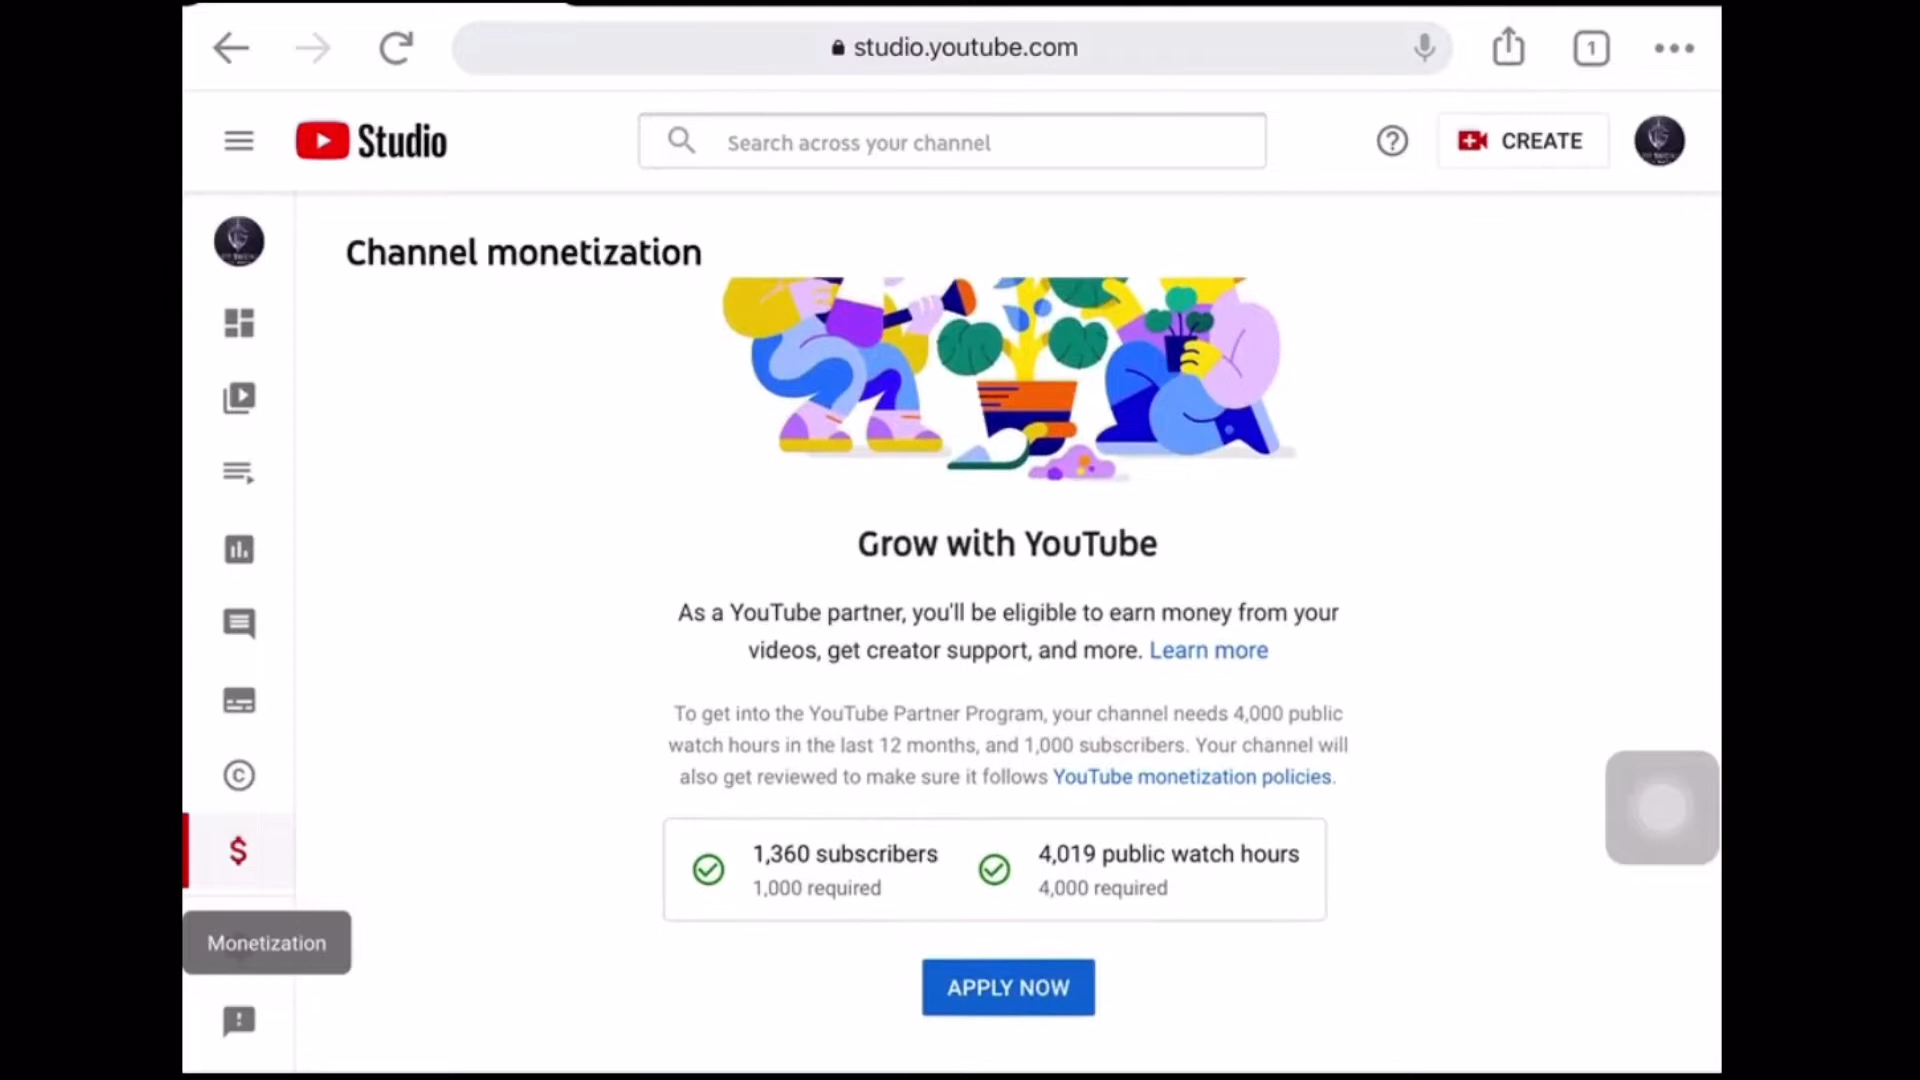 studio.youtube.com
1
Studio
Search across your channel
CREATE
Channel monetization
Grow with YouTube
As a YouTube partner, you'll be eligible to earn money from your
videos, get creator support, and more. Learn more
To get into the YouTube Partner Program, your channel needs 4,000 public
watch hours in the last 12 months, and 1,000 subscribers. Your channel will
also get reviewed to make sure it follows YouTube monetization policies.
1,360 subscribers
1,000 required
4,019 public watch hours
4,000 required
Monetization
APPLY NOW